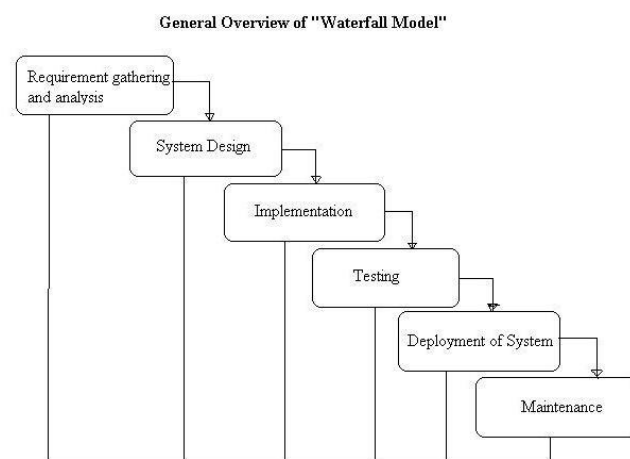 General Overview of "Waterfall Model"
Requirement gathering
and analysis
System Design
Implementation
Testing
Deployment of System
Maintenance